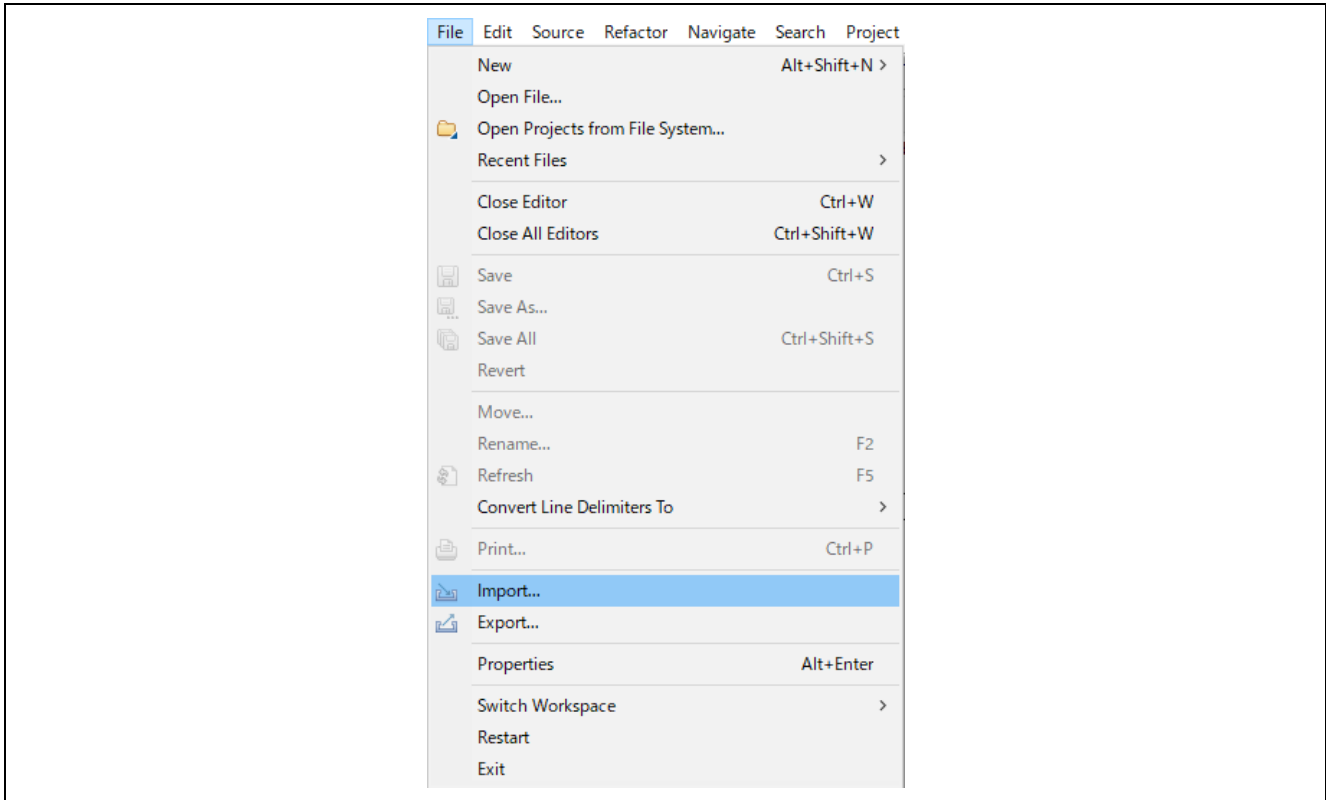 File Edit Source Refactor Navigate Search Project
New Alt+Shift+N >
Open File...
Open Projects from File System...
Recent Files >
Close Editor Ctrl+W
Close All Editors Ctrl+Shift+W
Save Ctrl+S
Save As...
Save All Ctrl+Shift+S
Revert
Move...
Rename... F2
Refresh F5
Convert Line Delimiters To >
Print... Ctrl+P
Import...
Export...
Properties Alt+Enter
Switch Workspace >
Restart
Exit